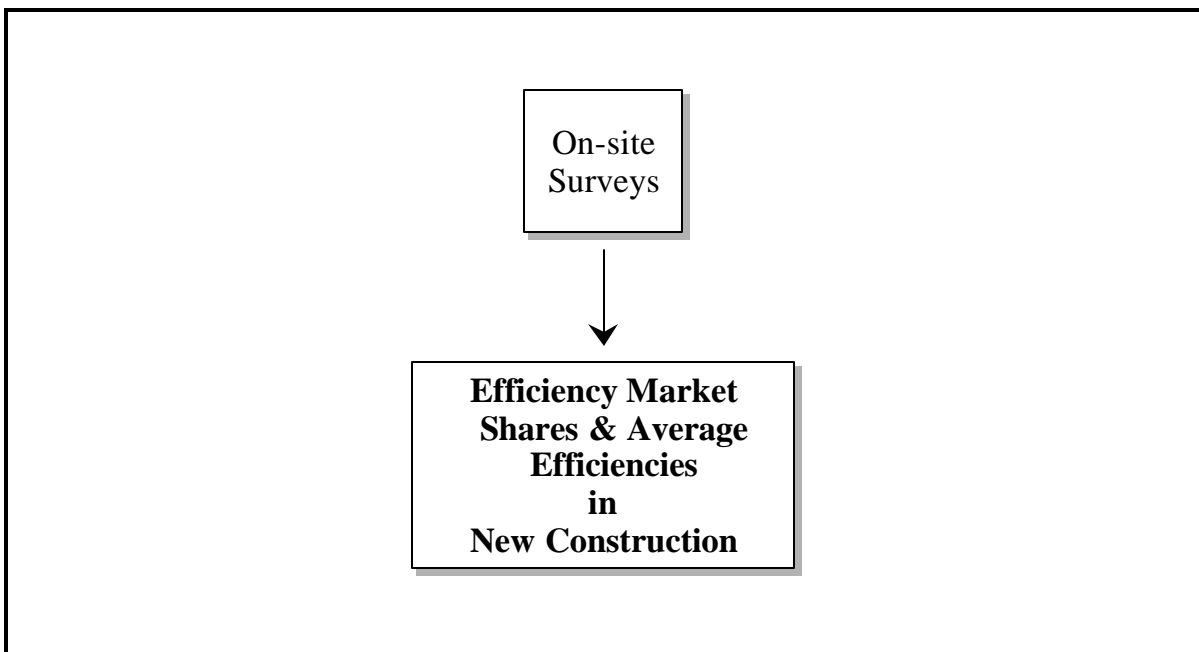 On-site
Surveys
Efficiency Market
Shares & Average
Efficiencies
in
New Construction